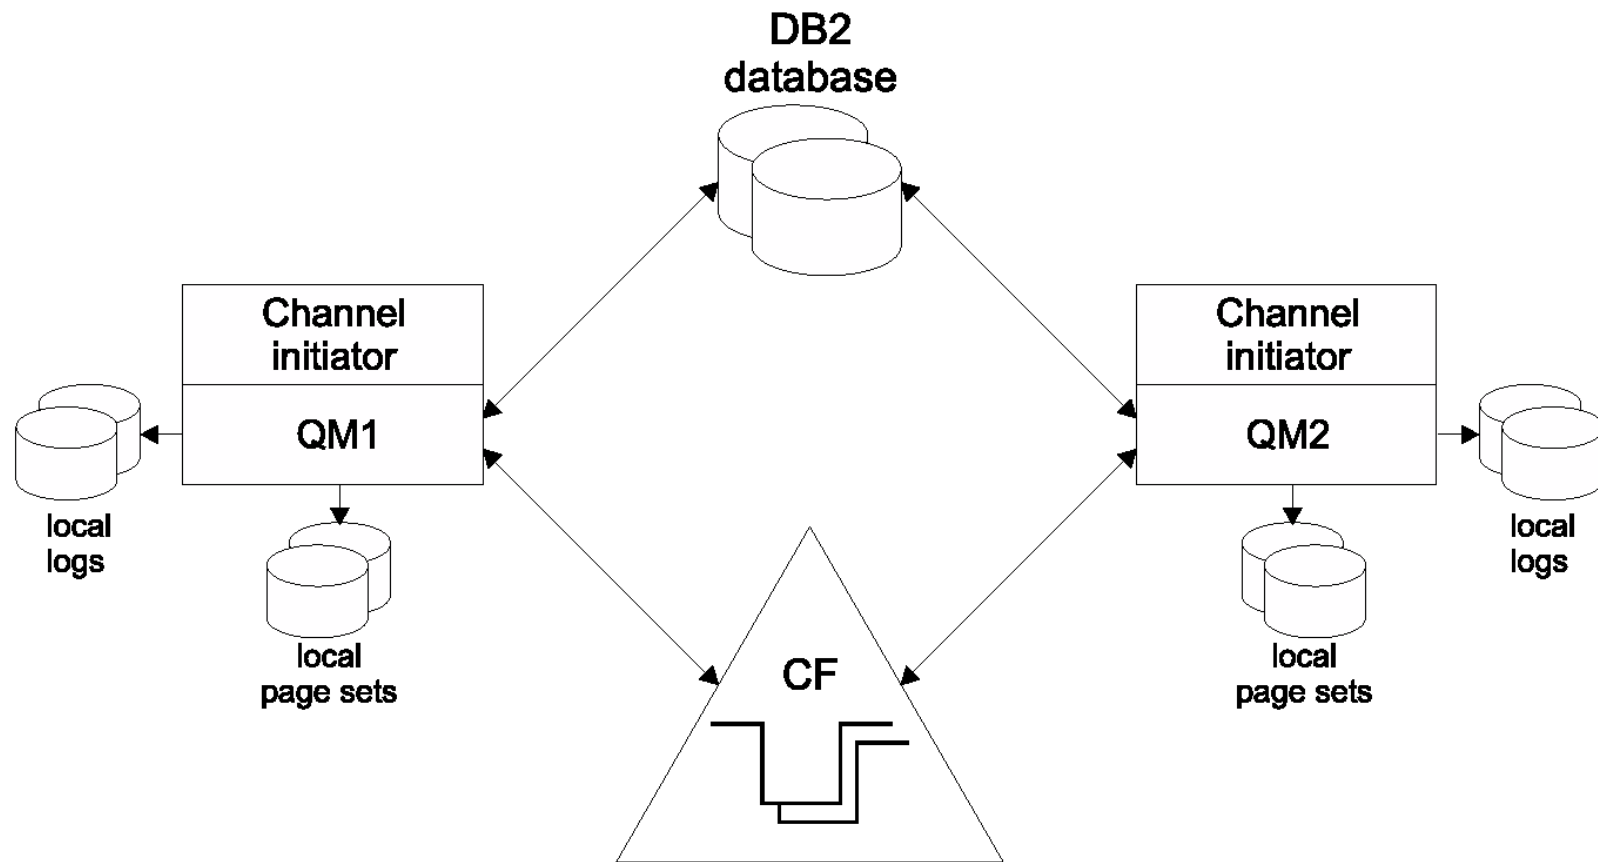 DB2
database
Channel
initiator
QM1
local
logs
local
page sets
CF
Channel
initiator
QM2
local
logs
local
page sets